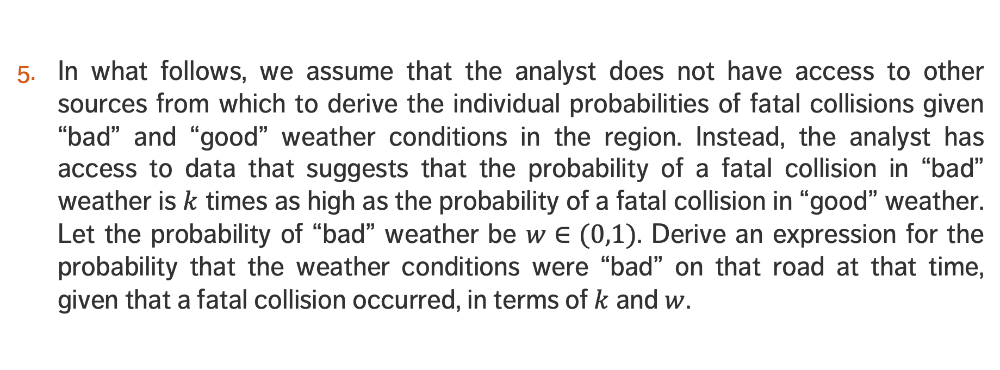 5. In what follows, we assume that the analyst does not have access to other
sources from which to derive the individual probabilities of fatal collisions given
“bad” and “good” weather conditions in the region. Instead, the analyst has
access to data that suggests that the probability of a fatal collision in “bad”
weather is k times as high as the probability of a fatal collision in “good” weather.
Let the probability of “bad” weather be w ∈ (0,1). Derive an expression for the
probability that the weather conditions were “bad” on that road at that time,
given that a fatal collision occurred, in terms of k and w.